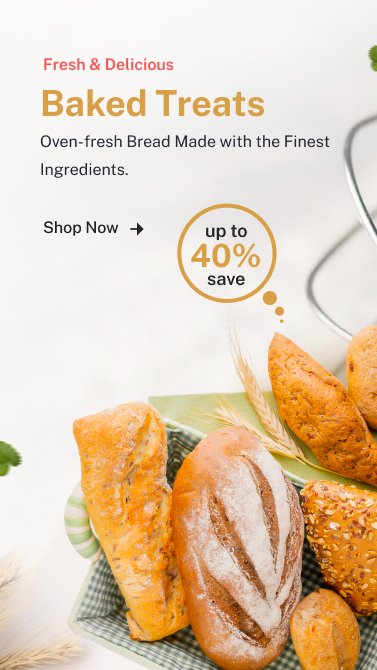 Fresh & Delicious
Baked Treats
Oven-fresh Bread Made with the Finest
Ingredients.
Shop Now
up to
40%
save